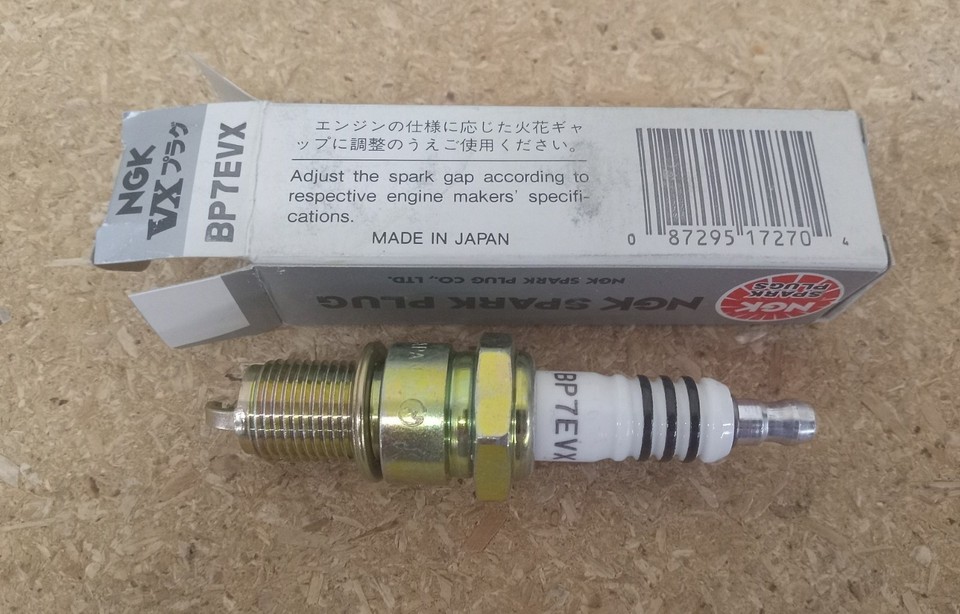 NGK
VXプラグ
BP7EVX
エンジンの仕様に応じた火花ギャ
ップに調整のうえご使用ください。
Adjust the spark gap according to
respective engine makers' specifi-
cations.
MADE IN JAPAN
0 87295 17270 4
NGK SPARK PLUG CO., LTD.
NGK SPARK PLUG
NGK
SPARK
PLUGS
BP7EVX